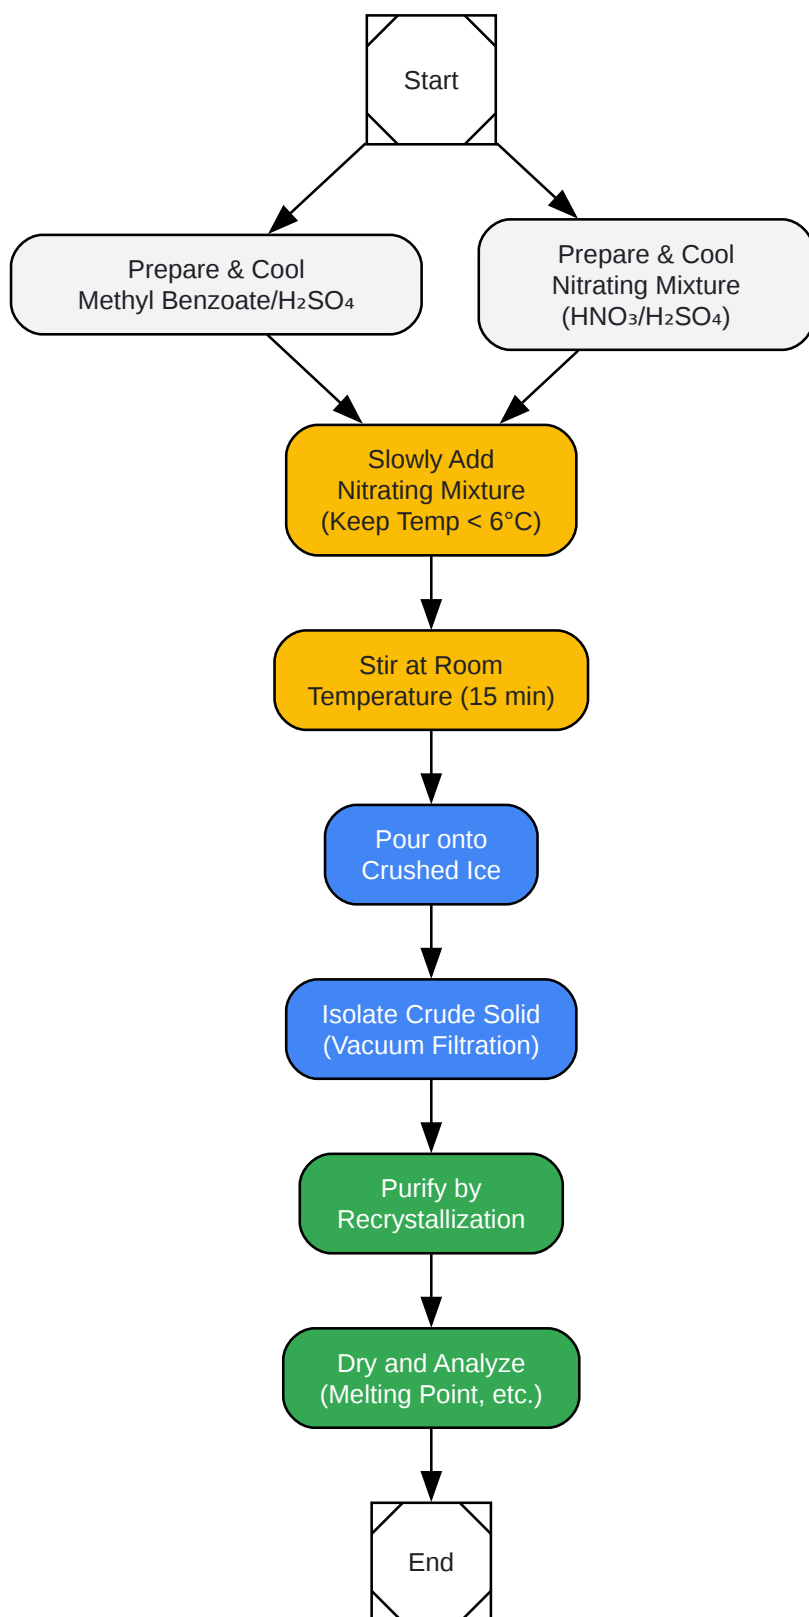 Start
Prepare & Cool
Methyl Benzoate/H₂SO₄
Prepare & Cool
Nitrating Mixture
(HNO₃/H₂SO₄)
Slowly Add
Nitrating Mixture
(Keep Temp < 6°C)
Stir at Room
Temperature (15 min)
Pour onto
Crushed Ice
Isolate Crude Solid
(Vacuum Filtration)
Purify by
Recrystallization
Dry and Analyze
(Melting Point, etc.)
End